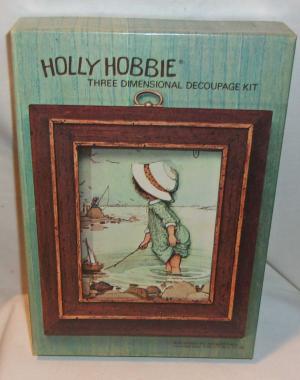 HOLLY HOBBIE®
THREE DIMENSIONAL DECOUPAGE KIT